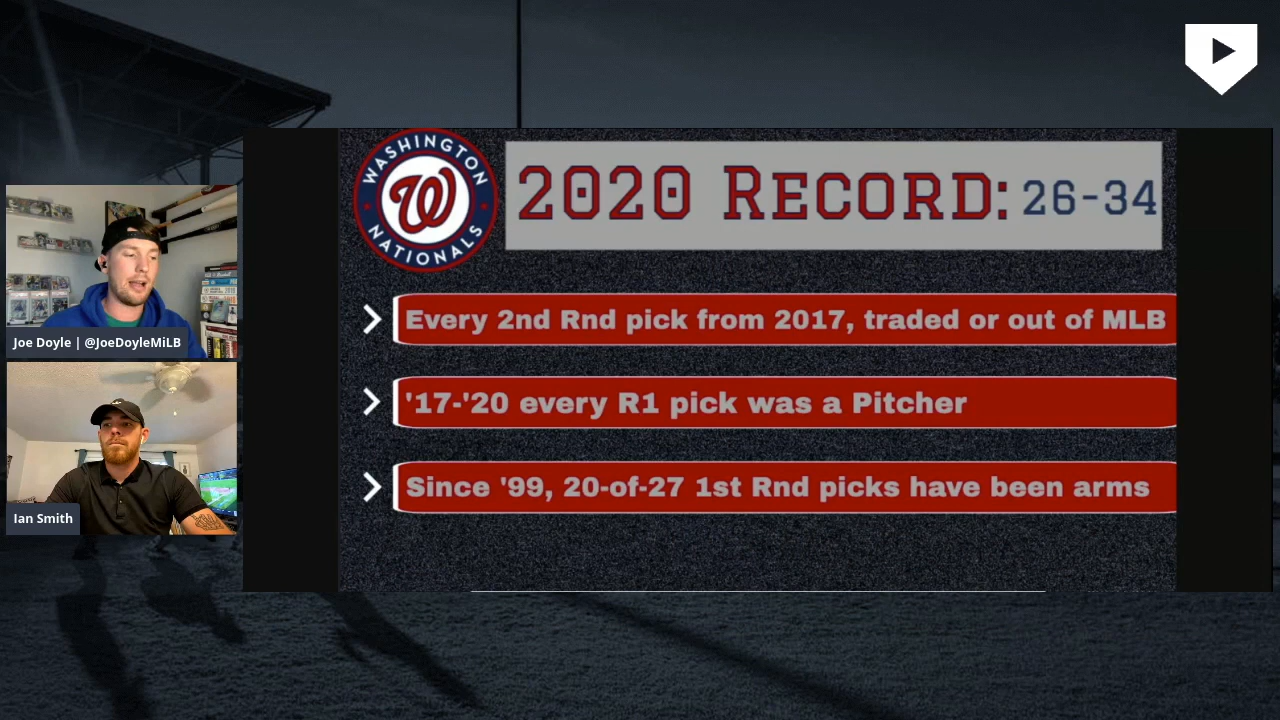 WASHINGTON
NATIONALS
2020 RECORD: 26-34
Every 2nd Rnd pick from 2017, traded or out of MLB
'17-'20 every R1 pick was a Pitcher
Since '99, 20-of-27 1st Rnd picks have been arms
Joe Doyle | @JoeDoyleMiLB
Ian Smith